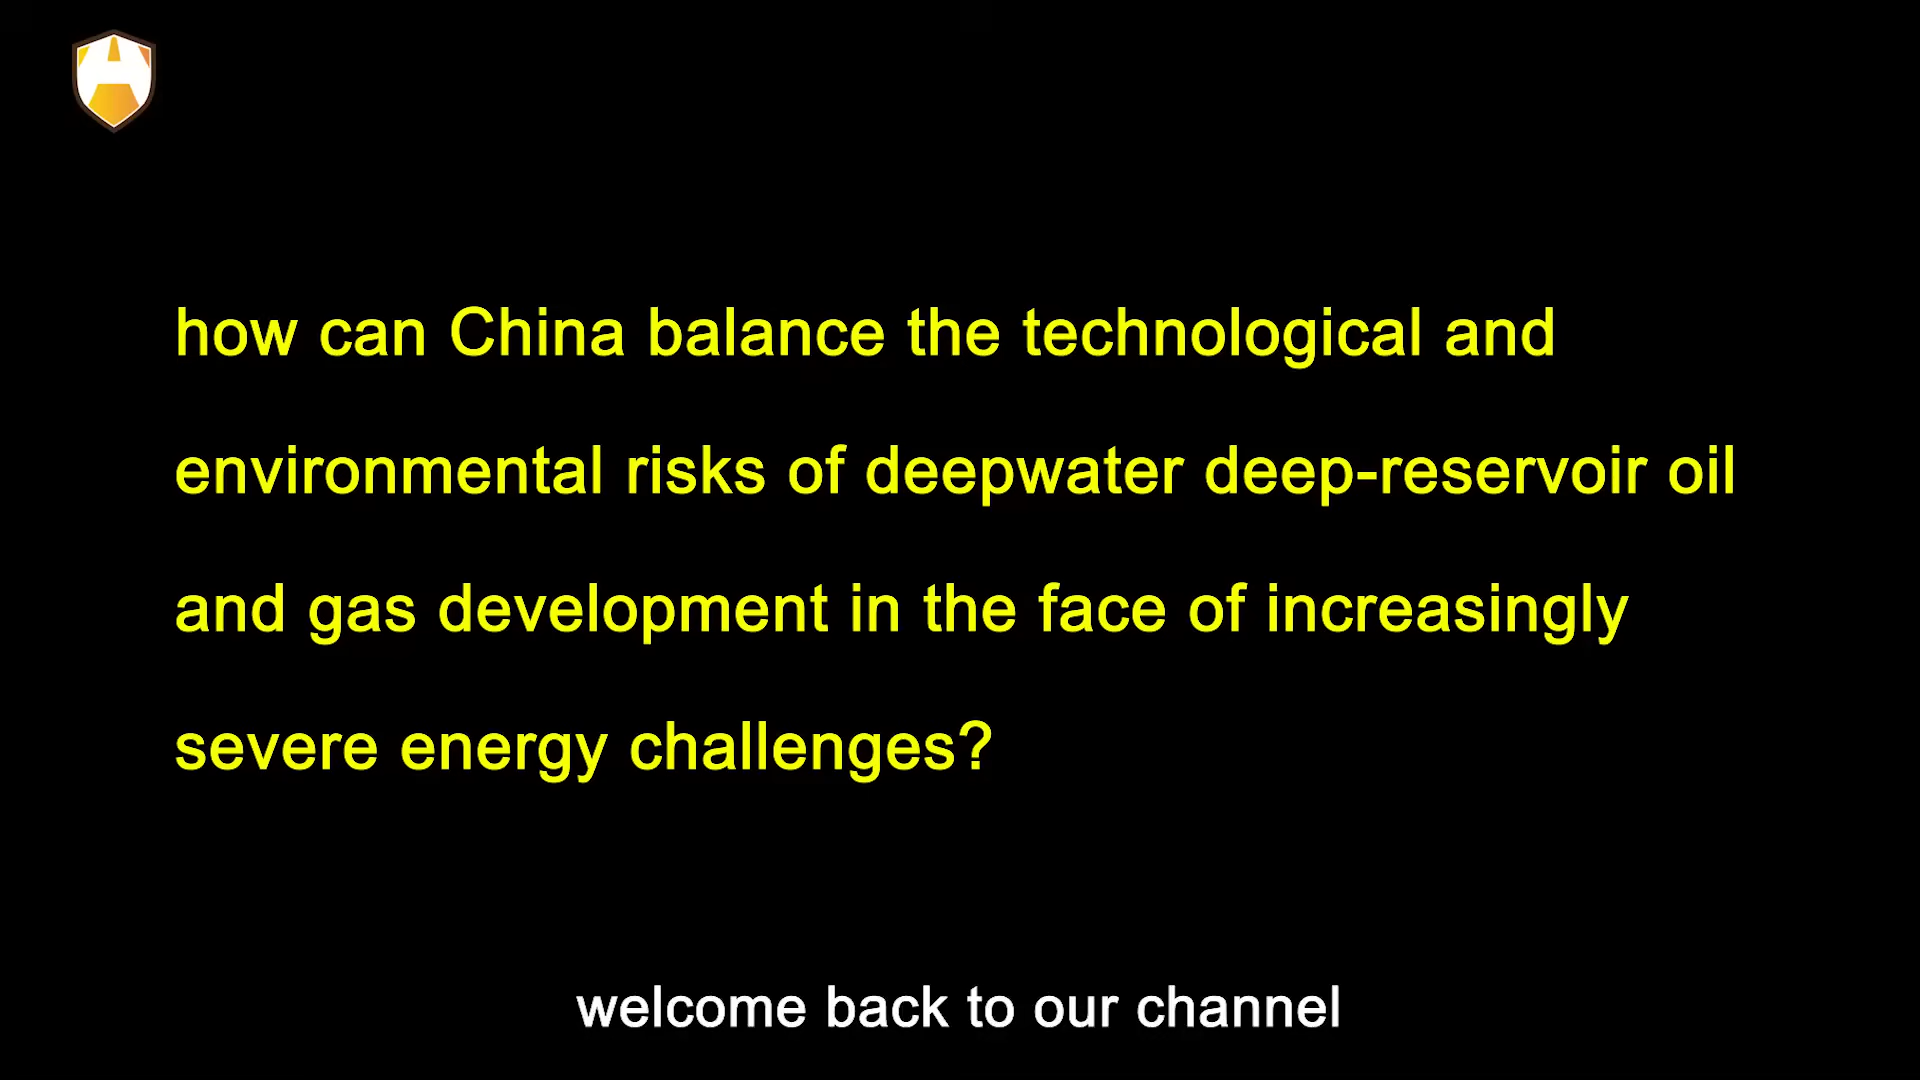 how can China balance the technological and
environmental risks of deepwater deep-reservoir oil
and gas development in the face of increasingly
severe energy challenges?
welcome back to our channel